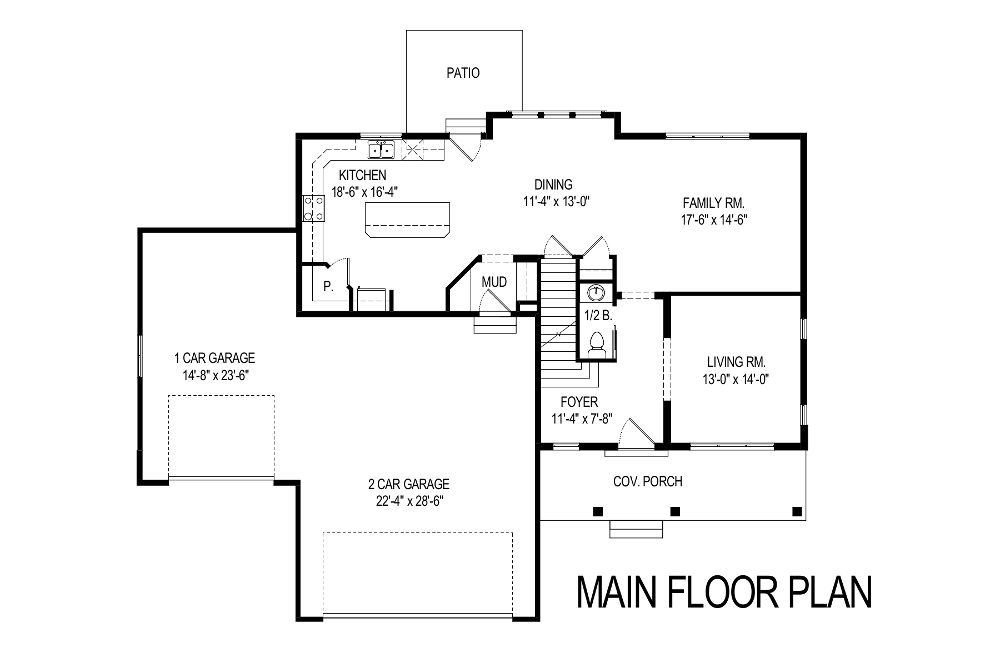 PATIO
KITCHEN
18'-6" x 16'-4"
DINING
11'-4" x 13'-0"
FAMILY RM.
17'-6" x 14'-6"
P.
MUD
1/2 B.
1 CAR GARAGE
14'-8" x 23'-6"
LIVING RM.
13'-0" x 14'-0"
FOYER
11'-4" x 7'-8"
2 CAR GARAGE
22'-4" x 28'-6"
COV. PORCH
MAIN FLOOR PLAN